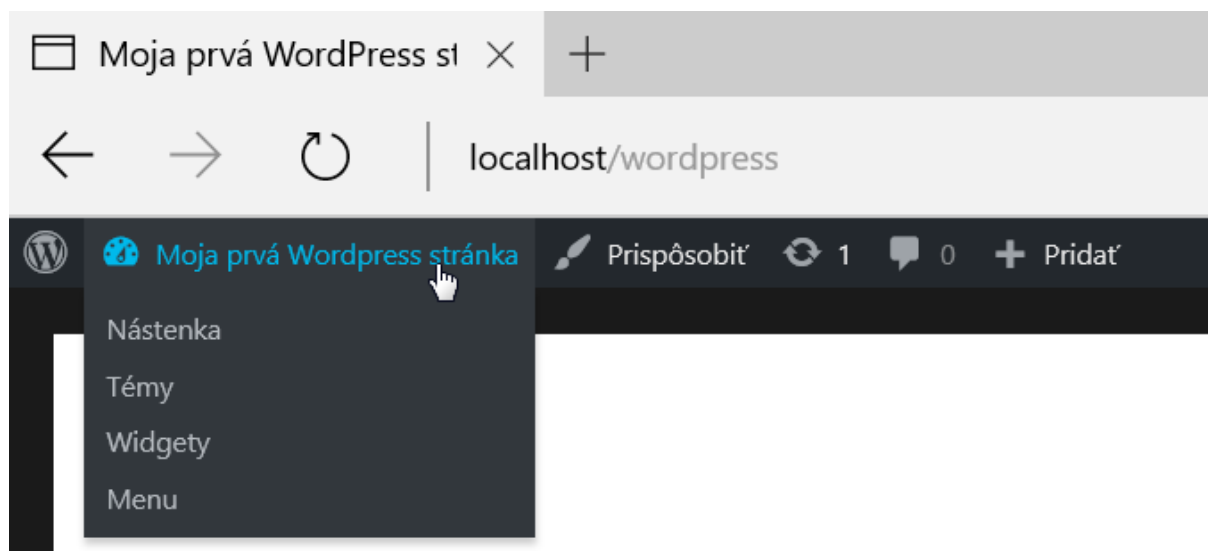 Moja prvá WordPress st
localhost/wordpress
Moja prvá Wordpress stránka Prispôsobiť 1 0 Pridať
Nástenka
Témy
Widgety
Menu